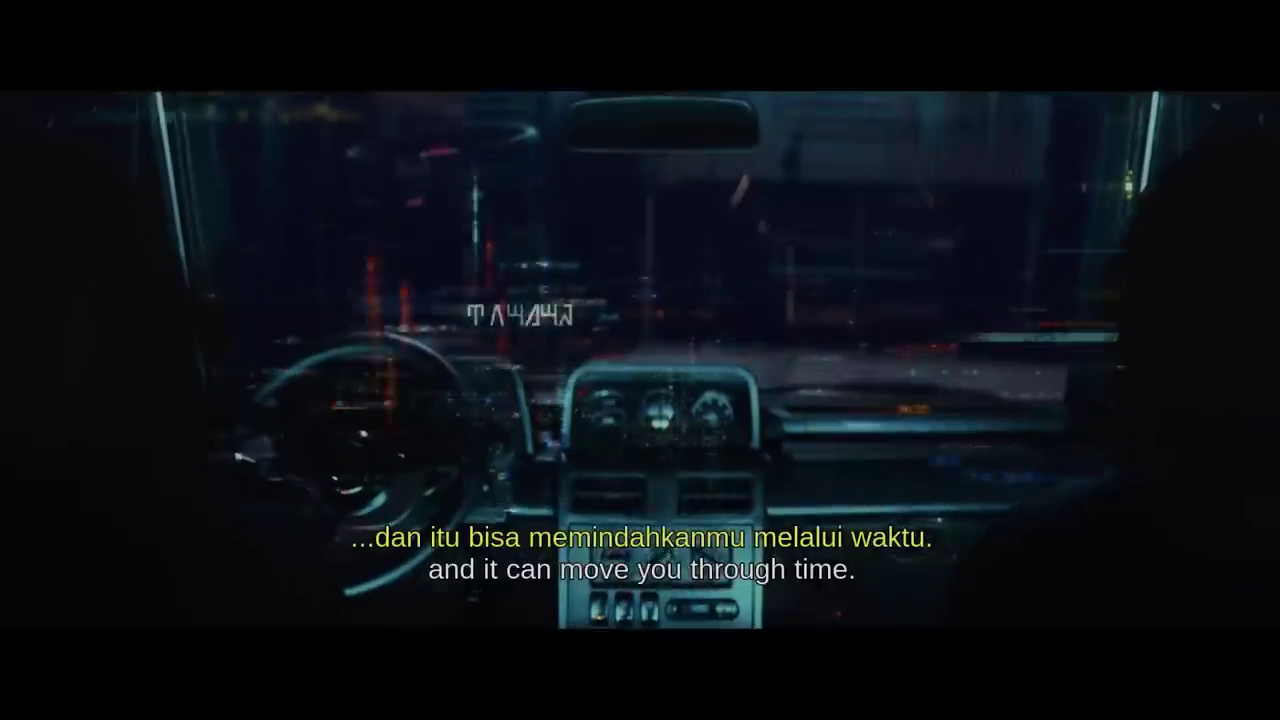 ...dan itu bisa memindahkanmu melalui waktu.
and it can move you through time.